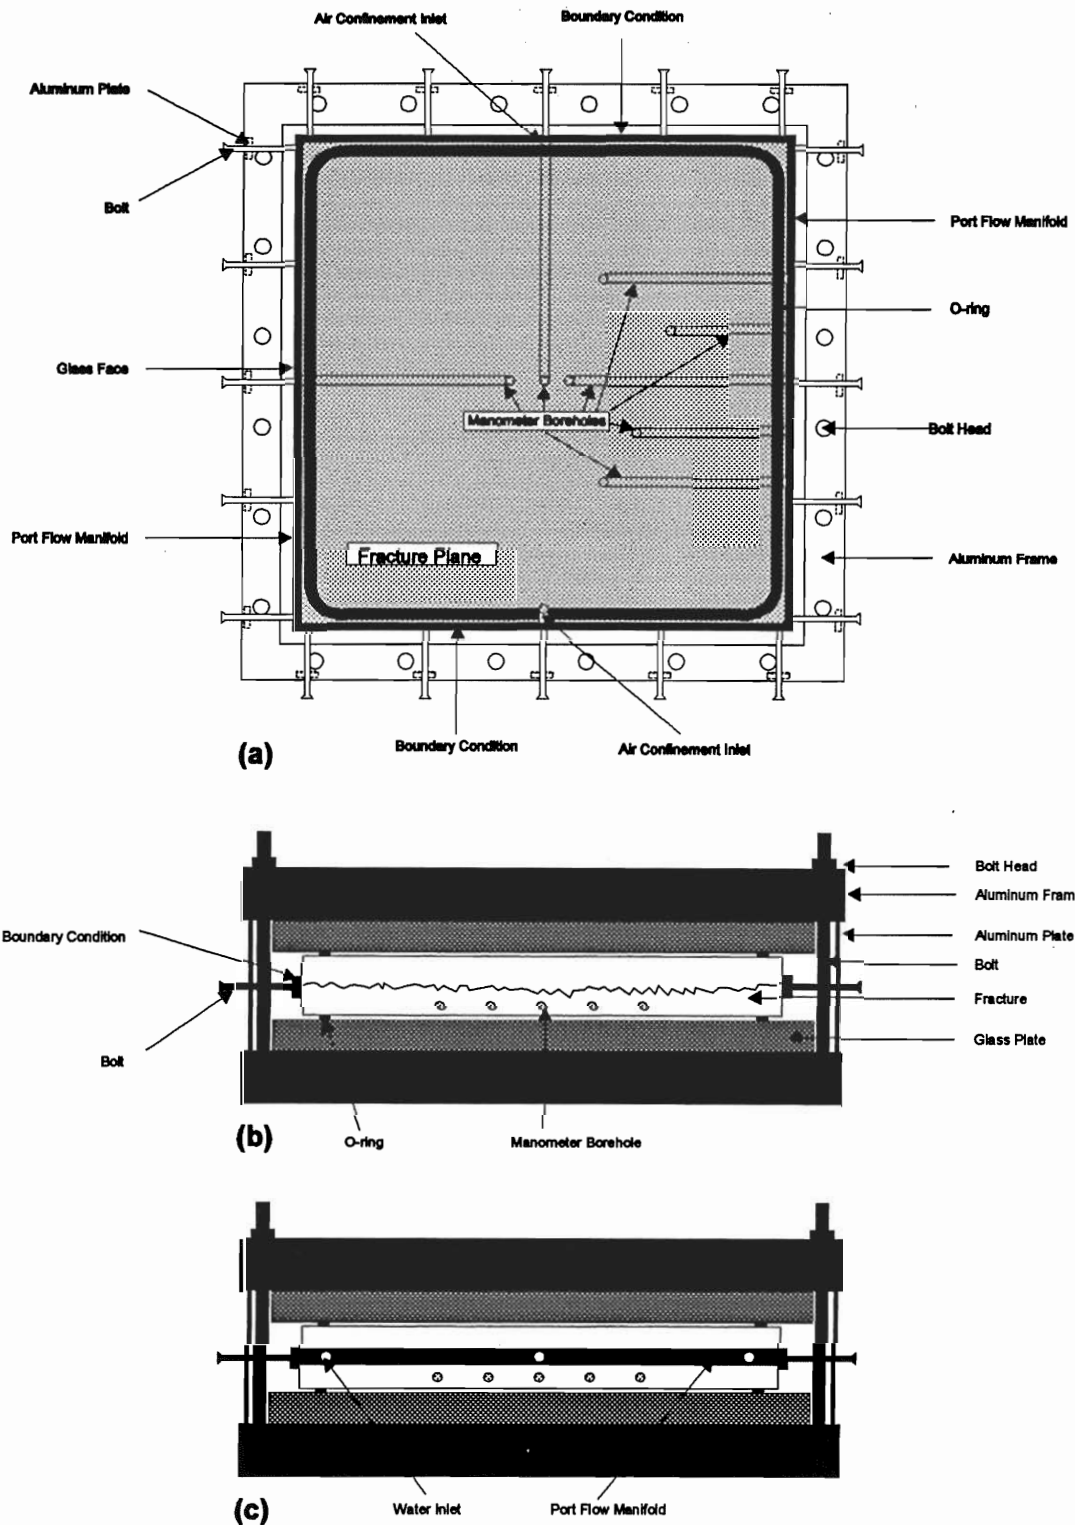 Air Confinement Inlet
Boundary Condition
Aluminum Plate
Bolt
Port Flow Manifold
O-ring
Glass Face
Manometer Boreholes
Bolt Head
Port Flow Manifold
Fracture Plane
Aluminum Frame
Boundary Condition
Air Confinement Inlet
(a)
Bolt Head
Aluminum Fram
Boundary Condition
Aluminum Plate
Bolt
Bolt
Fracture
Glass Plate
Bolt
O-ring
Manometer Borehole
(b)
Water Inlet
Port Flow Manifold
(c)